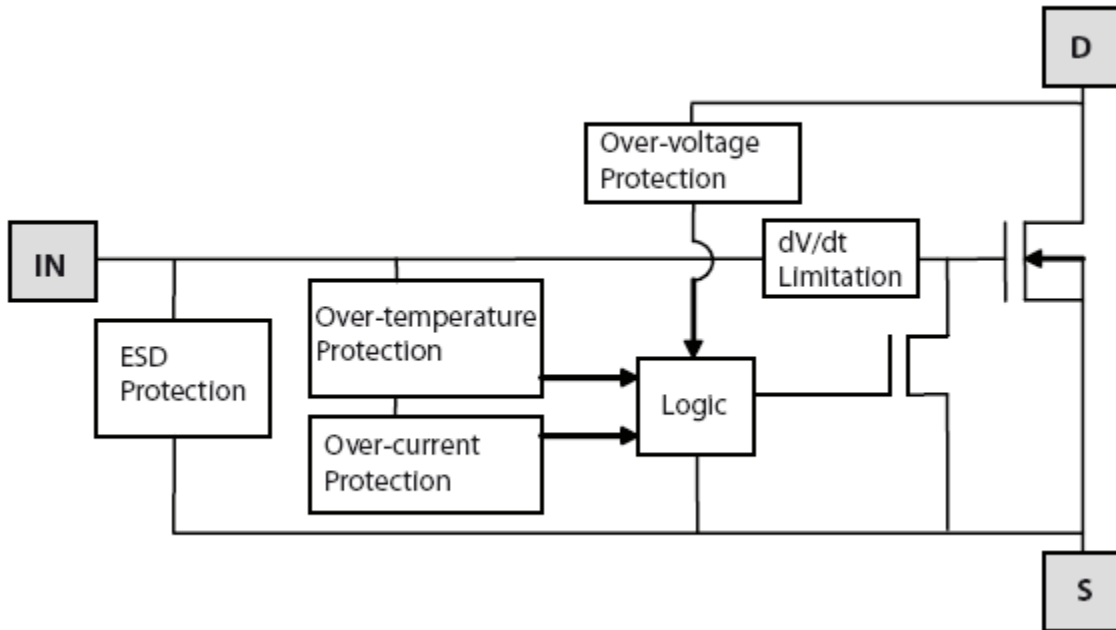 D
Over-voltage
Protection
IN
dV/dt
Limitation
Over-temperature
Protection
ESD
Protection
Logic
Over-current
Protection
S